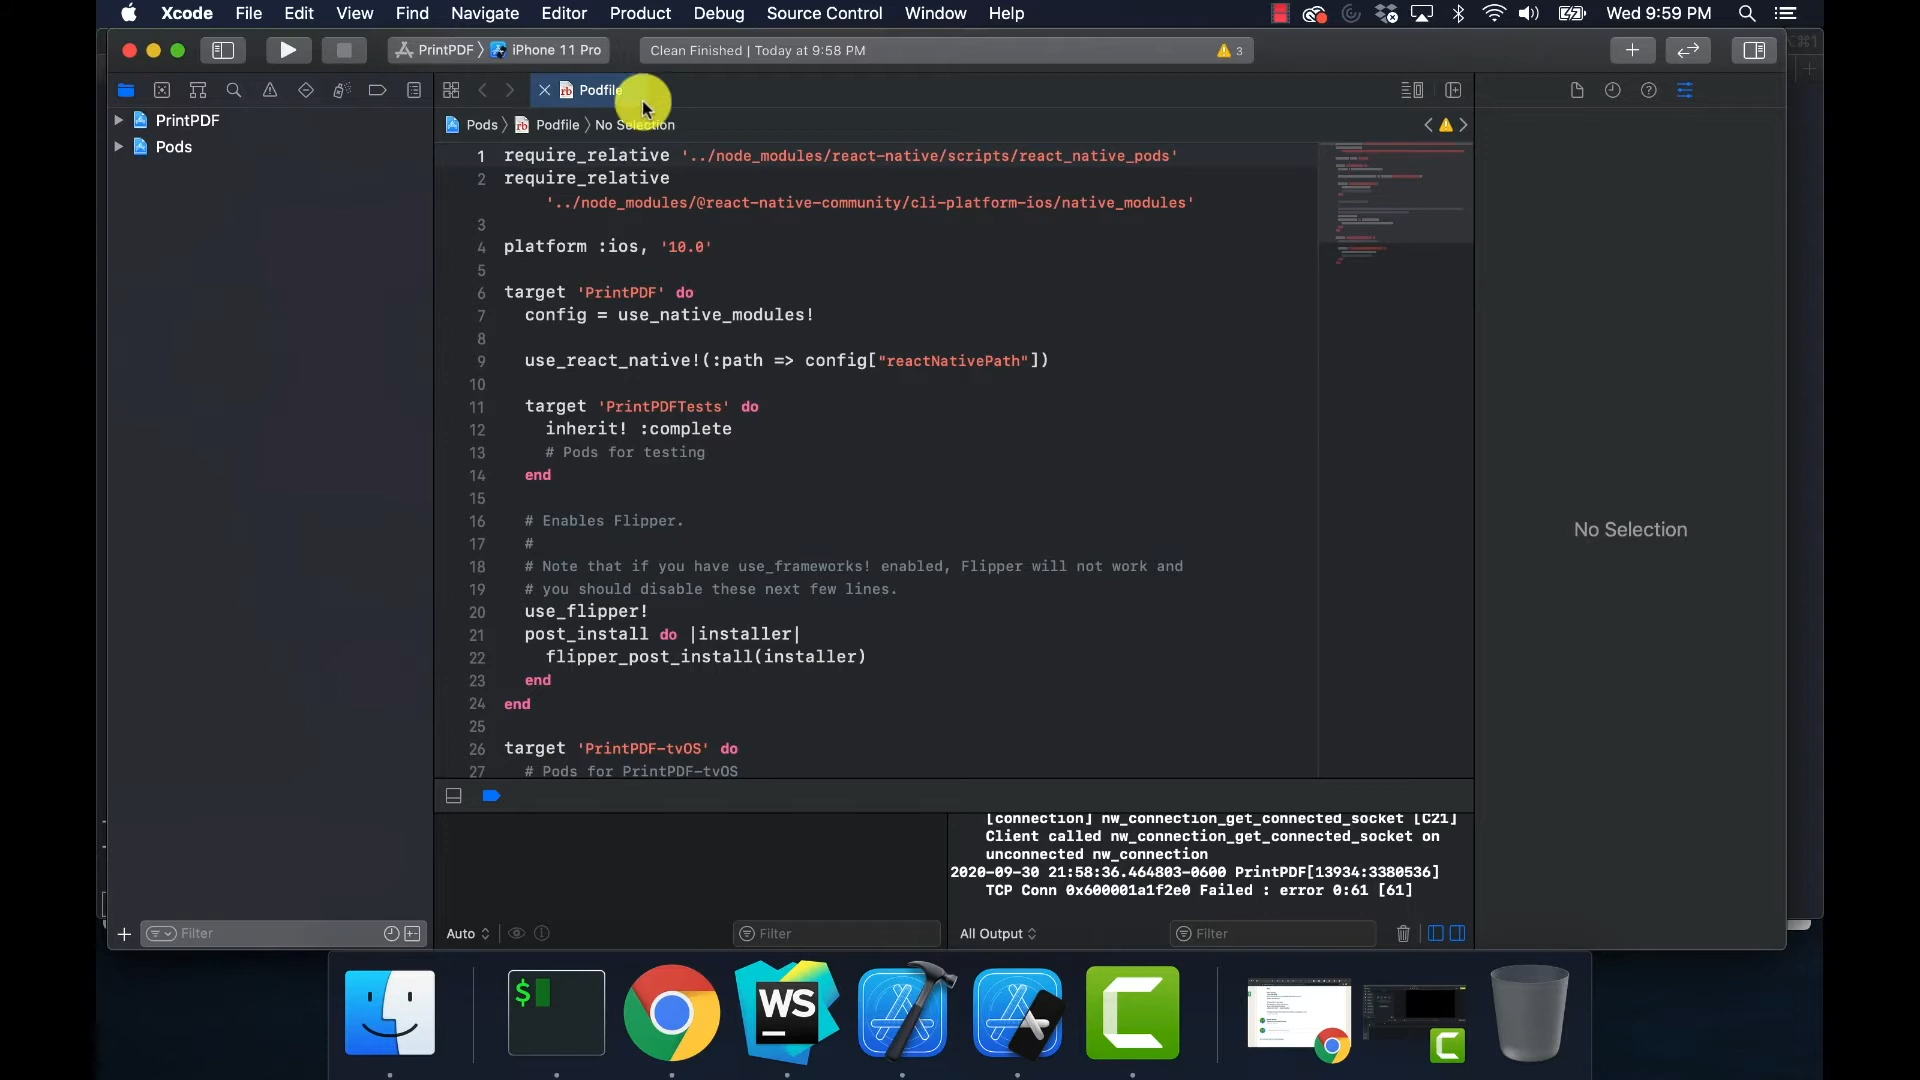 Xcode File Edit View Find Navigate Editor Product Debug Source Control Window Help Wed 9:59 PM
PrintPDF iPhone 11 Pro Clean Finished | Today at 9:58 PM 3
Podfile
PrintPDF
Pods
Pods Podfile No Selection
1 require_relative '../node_modules/react-native/scripts/react_native_pods'
2 require_relative
'../node_modules/@react-native-community/cli-platform-ios/native_modules'
3
4 platform :ios, '10.0'
5
6 target 'PrintPDF' do
7 config = use_native_modules!
8
9 use_react_native!(:path => config["reactNativePath"])
10
11 target 'PrintPDFTests' do
12 inherit! :complete
13 # Pods for testing
14 end
15
16 # Enables Flipper.
17 #
18 # Note that if you have use_frameworks! enabled, Flipper will not work and
19 # you should disable these next few lines.
20 use_flipper!
21 post_install do |installer|
22 flipper_post_install(installer)
23 end
24 end
25
26 target 'PrintPDF-tvOS' do
27 # Pods for PrintPDF-tvOS
No Selection
[connection] nw_connection_get_connected_socket [C21]
Client called nw_connection_get_connected_socket on
unconnected nw_connection
2020-09-30 21:58:36.464803-0600 PrintPDF[13934:3380536]
TCP Conn 0x600001a1f2e0 Failed : error 0:61 [61]
Filter Auto Filter All Output Filter
$ WS C